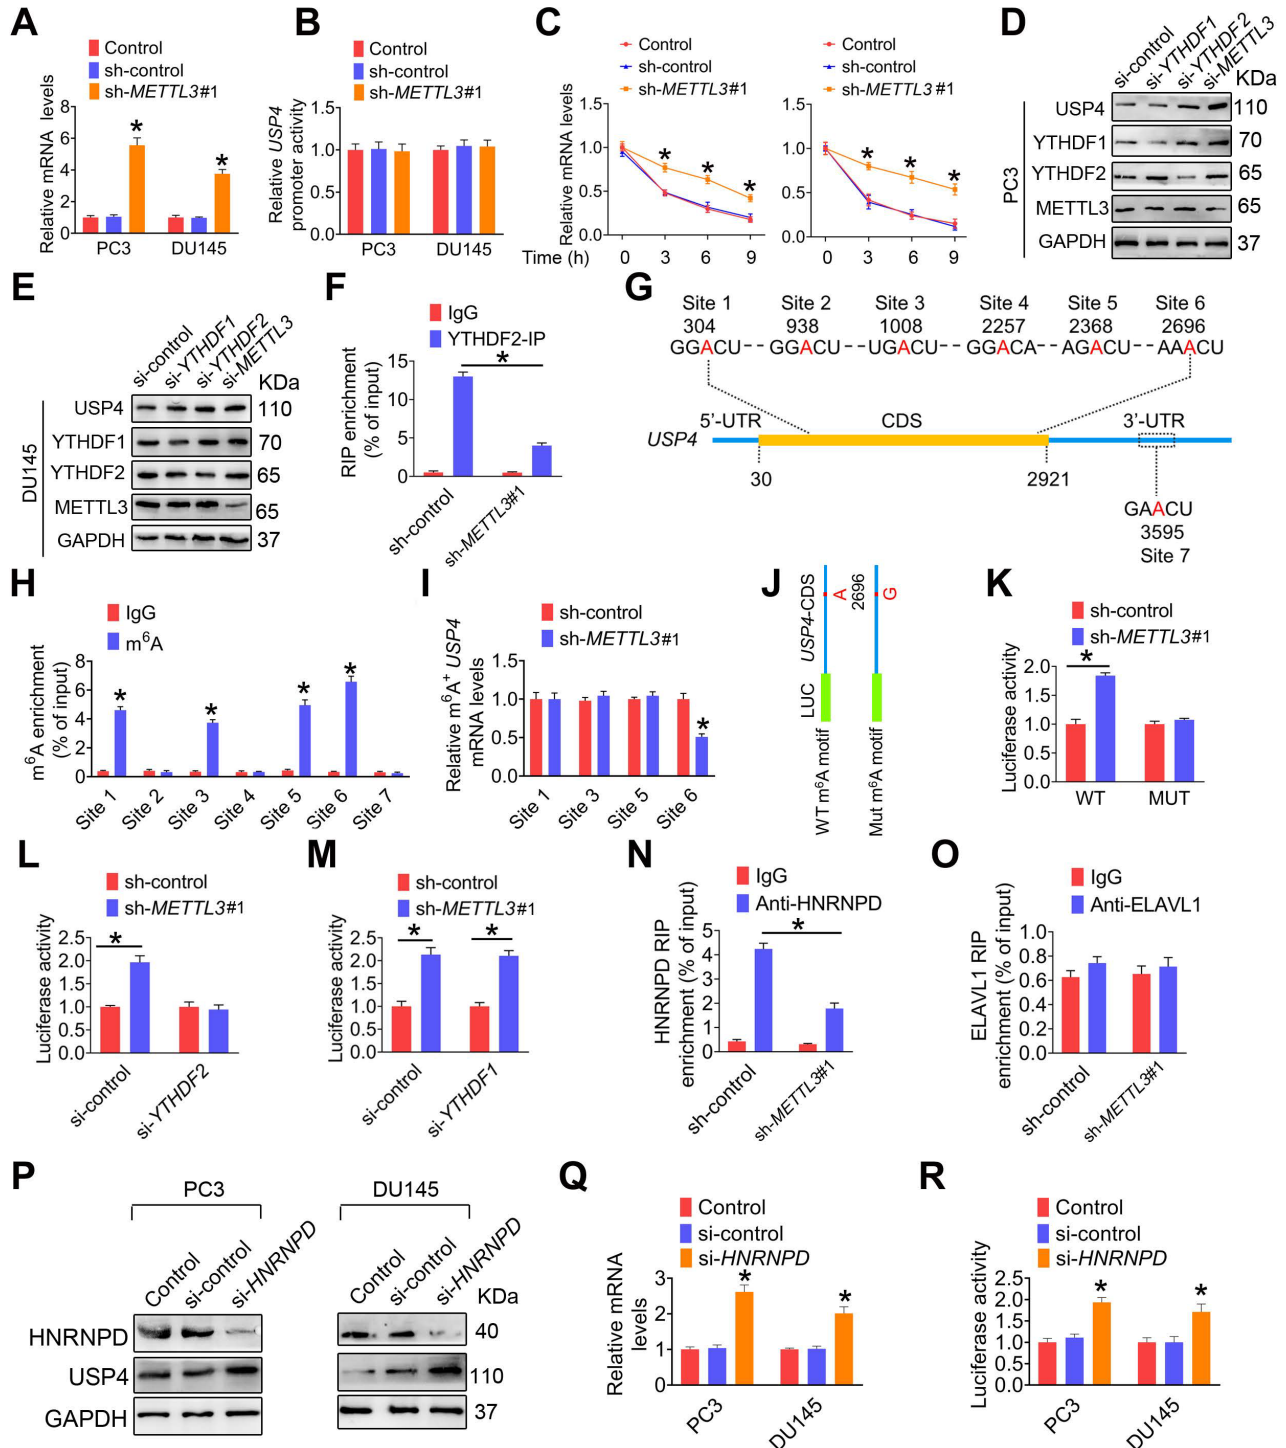 A
Control
sh-control
sh-METTL3#1
Relative mRNA levels
8
6
4
2
0
PC3
DU145
B
Control
sh-control
sh-METTL3#1
Relative USP4
promoter activity
1.5
1.0
0.5
0.0
PC3
DU145
C
Control
sh-control
sh-METTL3#1
Relative mRNA levels
1.5
1.0
0.5
0.0
0 3 6 9
Time (h)
Control
sh-control
sh-METTL3#1
1.5
1.0
0.5
0.0
0 3 6 9
D
si-control
si-YTHDF1
si-YTHDF2
si-METTL3
KDa
PC3
USP4 110
YTHDF1 70
YTHDF2 65
METTL3 65
GAPDH 37
E
si-control
si-YTHDF1
si-YTHDF2
si-METTL3
KDa
DU145
USP4 110
YTHDF1 70
YTHDF2 65
METTL3 65
GAPDH 37
F
IgG
YTHDF2-IP
RIP enrichment
(% of input)
15
10
5
0
*
sh-control
sh-METTL3#1
G
Site 1 Site 2 Site 3 Site 4 Site 5 Site 6
304 938 1008 2257 2368 2696
GGACU--GGACU--UGACU--GGACA--AGACU--AAACU
5'-UTR CDS 3'-UTR
USP4
30 2921
GAACU
3595
Site 7
H
IgG
m6A
m6A enrichment
(% of input)
8
6
4
2
0
Site 1
Site 2
Site 3
Site 4
Site 5
Site 6
Site 7
I
sh-control
sh-METTL3#1
Relative m6A+ USP4
mRNA levels
1.5
1.0
0.5
0.0
Site 1
Site 3
Site 5
Site 6
J
USP4-CDS
A 2696 G
LUC
WT m6A motif
Mut m6A motif
K
sh-control
sh-METTL3#1
Luciferase activity
2.0
1.5
1.0
0.5
0.0
*
WT MUT
L
sh-control
sh-METTL3#1
Luciferase activity
2.5
2.0
1.5
1.0
0.5
0.0
*
si-control
si-YTHDF2
M
sh-control
sh-METTL3#1
Luciferase activity
2.5
2.0
1.5
1.0
0.5
0.0
* *
si-control
si-YTHDF1
N
IgG
Anti-HNRNPD
HNRNPD RIP
enrichment (% of input)
5
4
3
2
1
0
*
sh-control
sh-METTL3#1
O
IgG
Anti-ELAVL1
ELAVL1 RIP
enrichment (% of input)
1.0
0.8
0.6
0.4
0.2
0.0
sh-control
sh-METTL3#1
P
PC3 DU145
Control
si-control
si-HNRNPD
Control
si-control
si-HNRNPD
KDa
HNRNPD 40
USP4 110
GAPDH 37
Q
Control
si-control
si-HNRNPD
Relative mRNA
levels
3
2
1
0
* *
PC3
DU145
R
Control
si-control
si-HNRNPD
Luciferase activity
2.5
2.0
1.5
1.0
0.5
0.0
* *
PC3
DU145